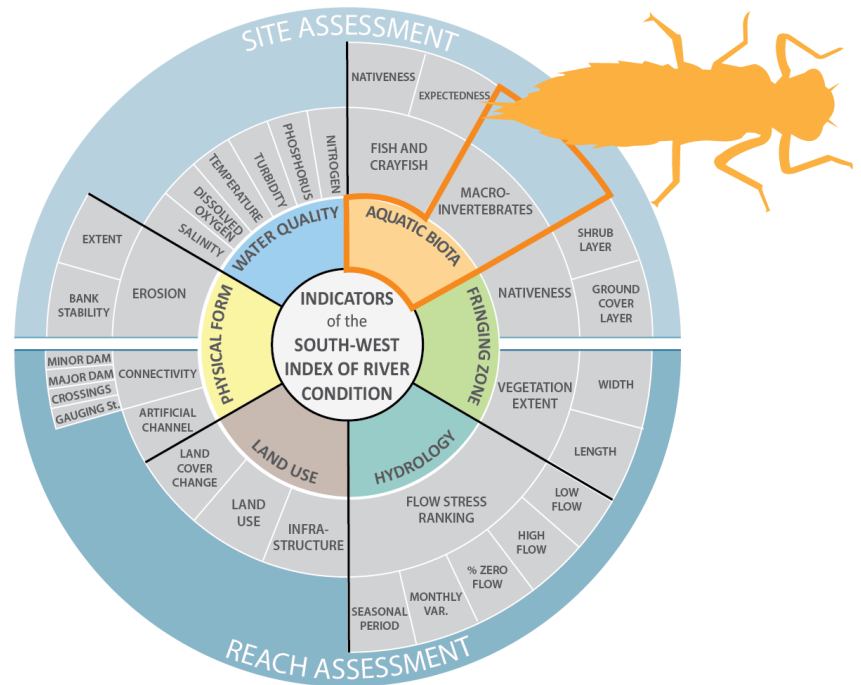 SITE ASSESSMENT
NATIVENESS
EXPECTEDNESS
FISH AND
CRAYFISH
MACRO-
INVERTEBRATES
AQUATIC BIOTA
NITROGEN
PHOSPHORUS
TURBIDITY
TEMPERATURE
DISSOLVED
OXYGEN
SALINITY
WATER QUALITY
EXTENT
BANK
STABILITY
EROSION
PHYSICAL FORM
SHRUB
LAYER
GROUND
COVER
LAYER
NATIVENESS
FRINGING ZONE
INDICATORS
of the
SOUTH-WEST
INDEX OF RIVER
CONDITION
MINOR DAM
MAJOR DAM
CROSSINGS
GAUGING St.
CONNECTIVITY
ARTIFICIAL
CHANNEL
LAND
COVER
CHANGE
LAND
USE
INFRA-
STRUCTURE
LAND USE
HYDROLOGY
VEGETATION
EXTENT
WIDTH
LENGTH
FLOW STRESS
RANKING
LOW
FLOW
HIGH
FLOW
% ZERO
FLOW
MONTHLY
VAR.
SEASONAL
PERIOD
REACH ASSESSMENT